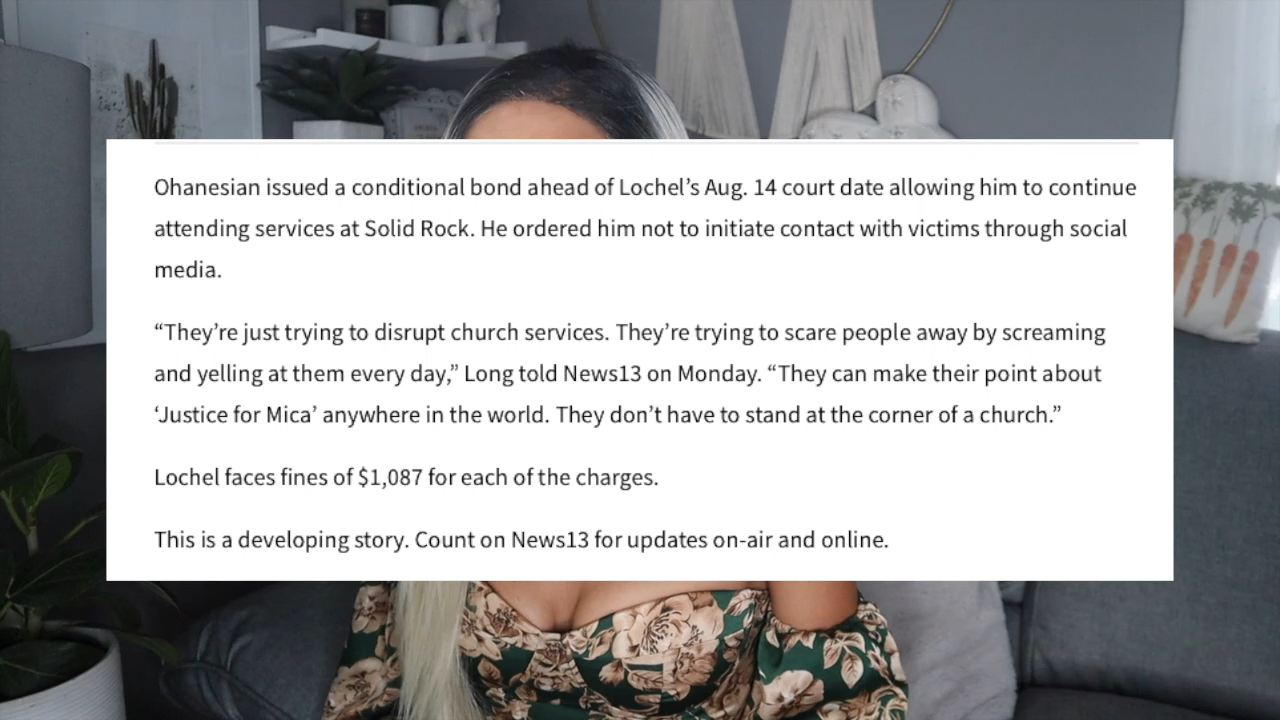 Ohanesian issued a conditional bond ahead of Lochel’s Aug. 14 court date allowing him to continue
attending services at Solid Rock. He ordered him not to initiate contact with victims through social
media.
“They’re just trying to disrupt church services. They’re trying to scare people away by screaming
and yelling at them every day,” Long told News13 on Monday. “They can make their point about
‘Justice for Mica’ anywhere in the world. They don’t have to stand at the corner of a church.”
Lochel faces fines of $1,087 for each of the charges.
This is a developing story. Count on News13 for updates on-air and online.